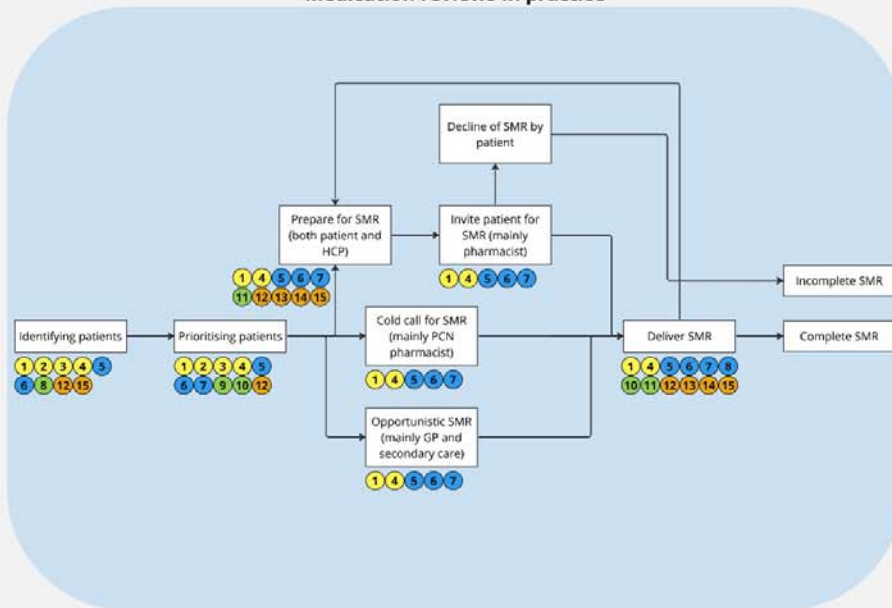 Decline of SMR by
patient
Prepare for SMR
(both patient and
HCP)
1 4 5 6 7
11 12 13 14 15
Invite patient for
SMR (mainly
pharmacist)
1 4 5 6 7
Incomplete SMR
Identifying patients
1 2 3 4 5
6 8 12 15
Prioritising patients
1 2 3 4 5
6 7 9 10 12
Cold call for SMR
(mainly PCN
pharmacist)
1 4 5 6 7
Deliver SMR
1 4 5 6 7 8
10 11 12 13 14 15
Complete SMR
Opportunistic SMR
(mainly GP and
secondary care)
1 4 5 6 7